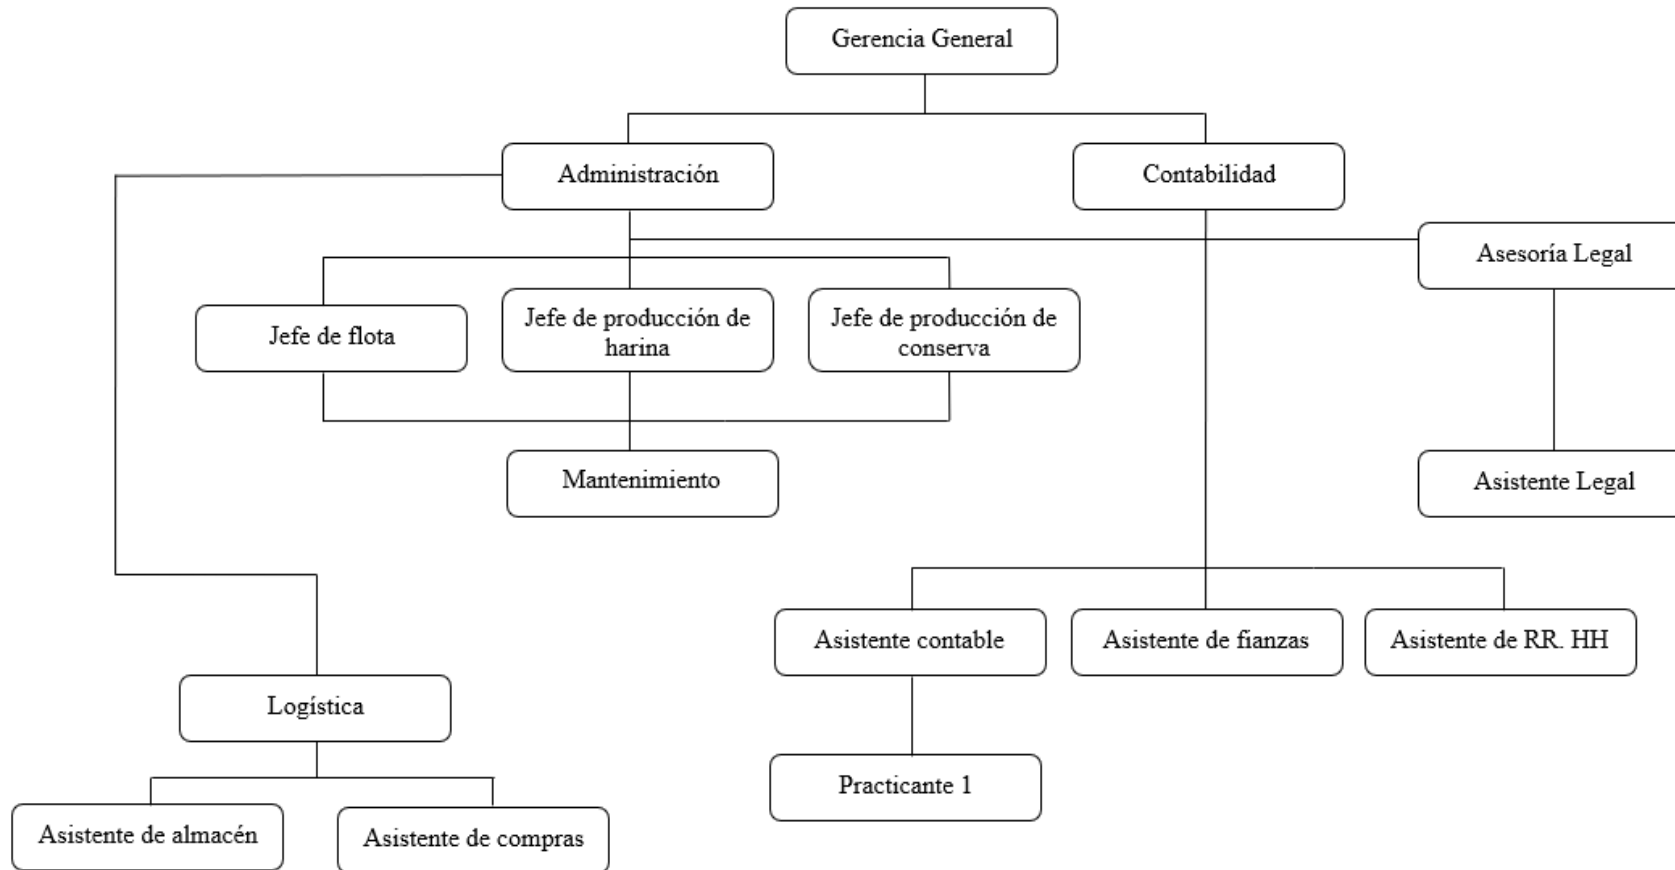 Gerencia General
Administración
Contabilidad
Asesoría Legal
Jefe de flota
Jefe de producción de
harina
Jefe de producción de
conserva
Mantenimiento
Asistente Legal
Asistente contable
Asistente de fianzas
Asistente de RR. HH
Logística
Practicante 1
Asistente de almacén
Asistente de compras